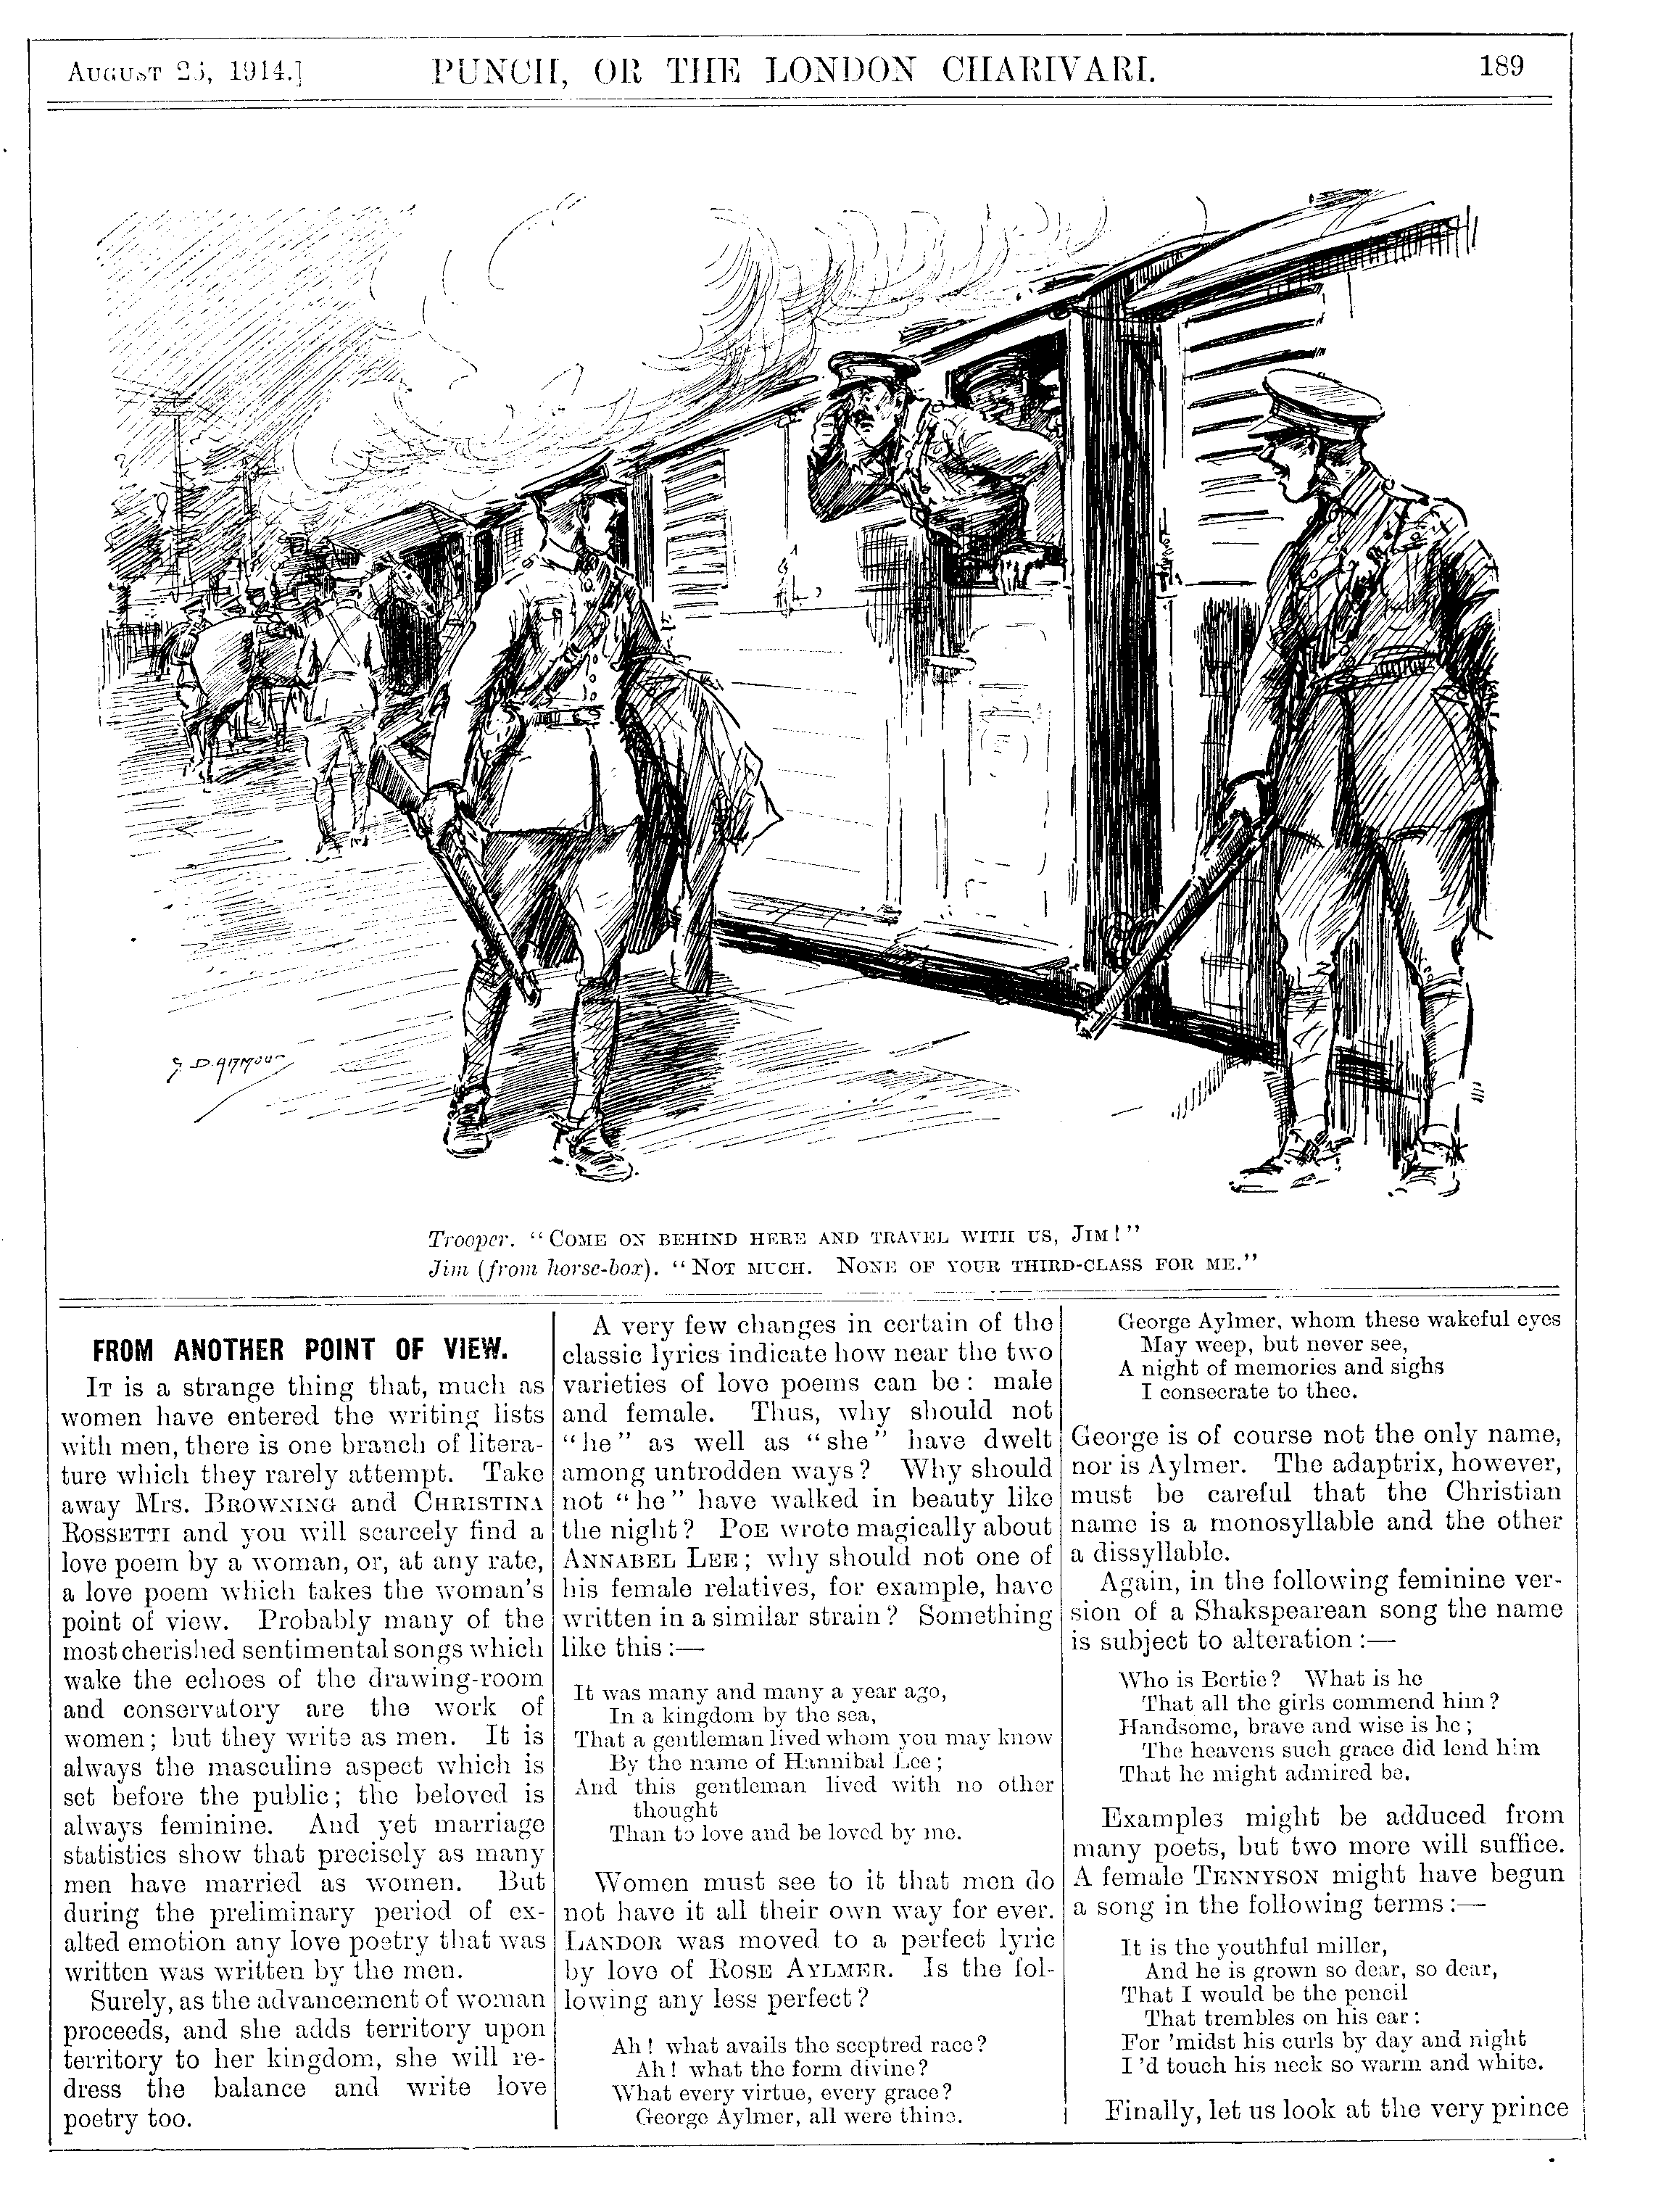 August 26, 1914.]
PUNCH, OR THE LONDON CHARIVARI.
189
G. D. ARMOUR
Trooper. "Come on behind here and travel with us, Jim!"
Jim (from horse-box). "Not much. None of your third-class for me."
FROM ANOTHER POINT OF VIEW.
It is a strange thing that, much as
women have entered the writing lists
with men, there is one branch of litera-
ture which they rarely attempt. Take
away Mrs. Browning and Christina
Rossetti and you will scarcely find a
love poem by a woman, or, at any rate,
a love poem which takes the woman's
point of view. Probably many of the
most cherished sentimental songs which
wake the echoes of the drawing-room
and conservatory are the work of
women; but they write as men. It is
always the masculine aspect which is
set before the public; the beloved is
always feminine. And yet marriage
statistics show that precisely as many
men have married as women. But
during the preliminary period of ex-
alted emotion any love poetry that was
written was written by the men.
Surely, as the advancement of woman
proceeds, and she adds territory upon
territory to her kingdom, she will re-
dress the balance and write love
poetry too.
A very few changes in certain of the
classic lyrics indicate how near the two
varieties of love poems can be: male
and female. Thus, why should not
"he" as well as "she" have dwelt
among untrodden ways? Why should
not "he" have walked in beauty like
the night? Poe wrote magically about
Annabel Lee; why should not one of
his female relatives, for example, have
written in a similar strain? Something
like this:—
It was many and many a year ago,
In a kingdom by the sea,
That a gentleman lived whom you may know
By the name of Hannibal Lee;
And this gentleman lived with no other
thought
Than to love and be loved by me.
Women must see to it that men do
not have it all their own way for ever.
Landor was moved to a perfect lyric
by love of Rose Aylmer. Is the fol-
lowing any less perfect?
Ah! what avails the sceptred race?
Ah! what the form divine?
What every virtue, every grace?
George Aylmer, all were thine.
George Aylmer, whom these wakeful eyes
May weep, but never see,
A night of memories and sighs
I consecrate to thee.
George is of course not the only name,
nor is Aylmer. The adaptrix, however,
must be careful that the Christian
name is a monosyllable and the other
a dissyllable.
Again, in the following feminine ver-
sion of a Shakspearean song the name
is subject to alteration:—
Who is Bertie? What is he
That all the girls commend him?
Handsome, brave and wise is he;
The heavens such grace did lend him
That he might admired be.
Examples might be adduced from
many poets, but two more will suffice.
A female Tennyson might have begun
a song in the following terms:—
It is the youthful miller,
And he is grown so dear, so dear,
That I would be the pencil
That trembles on his ear:
For 'midst his curls by day and night
I'd touch his neck so warm and white.
Finally, let us look at the very prince